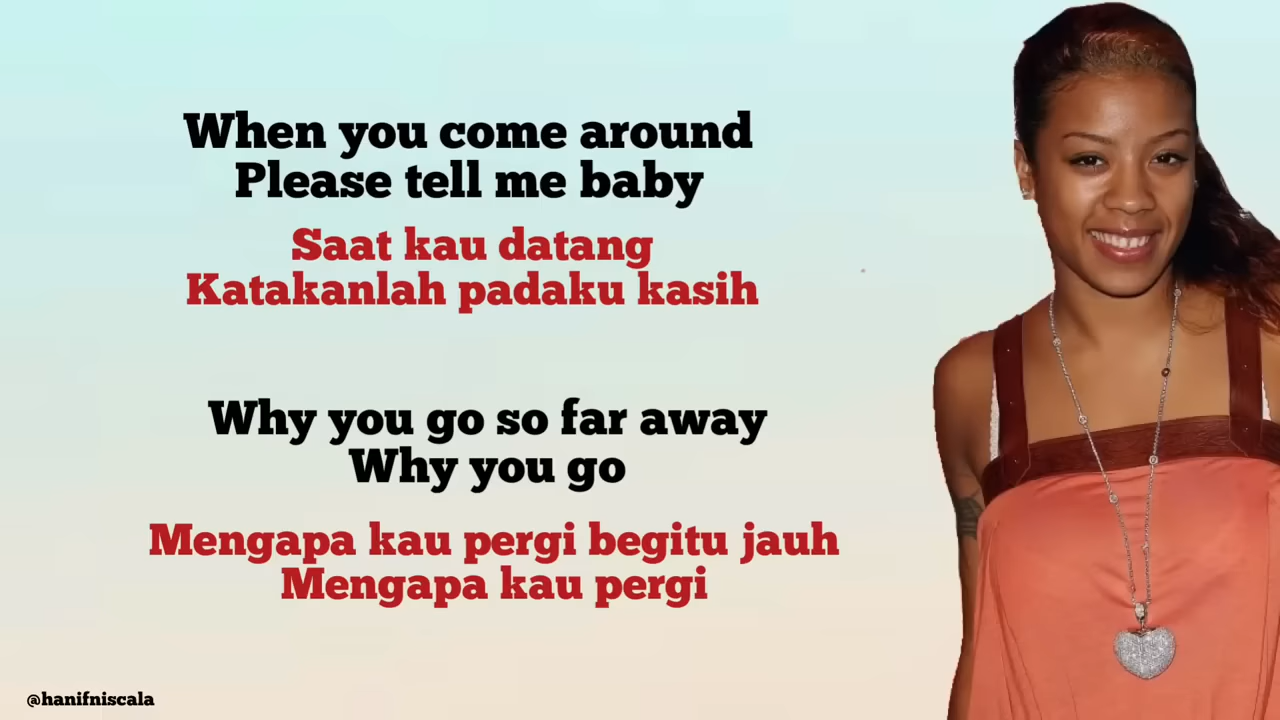 When you come around
Please tell me baby
Saat kau datang
Katakanlah padaku kasih
Why you go so far away
Why you go
Mengapa kau pergi begitu jauh
Mengapa kau pergi
@hanifniscala